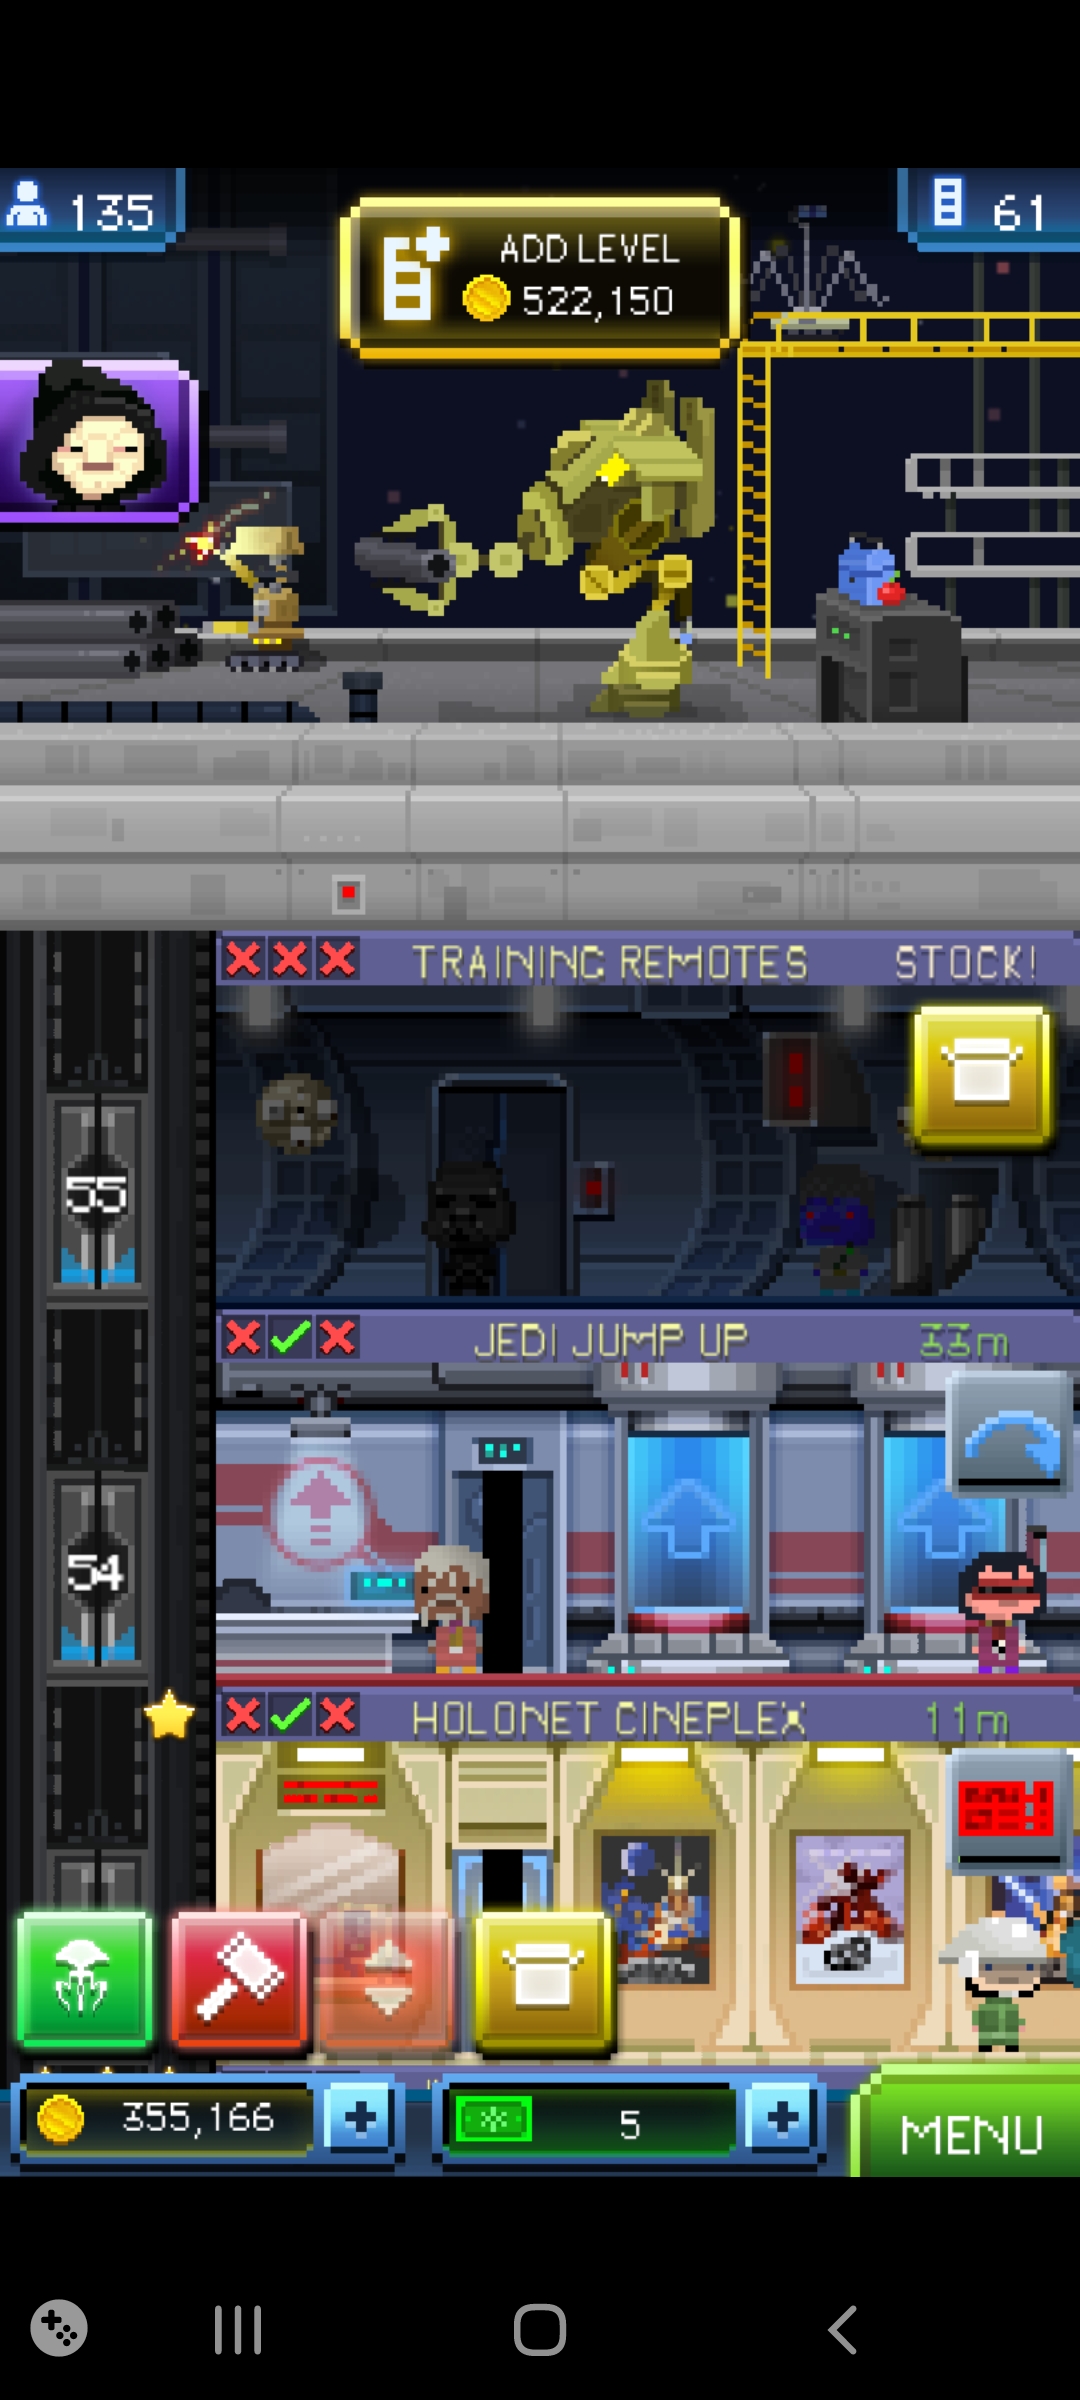 135
ADD LEVEL
522,150
61
TRAINING REMOTES STOCK!
55
JEDI JUMP UP 33m
54
HOLONET CINEPLEX 11m
355,166
5
MENU